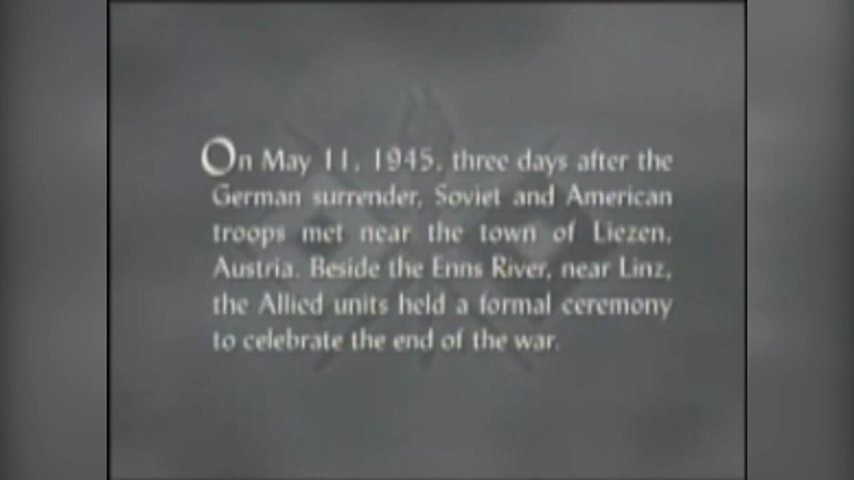 On May 11, 1945, three days after the
German surrender, Soviet and American
troops met near the town of Liezen,
Austria. Beside the Enns River, near Linz,
the Allied units held a formal ceremony
to celebrate the end of the war.